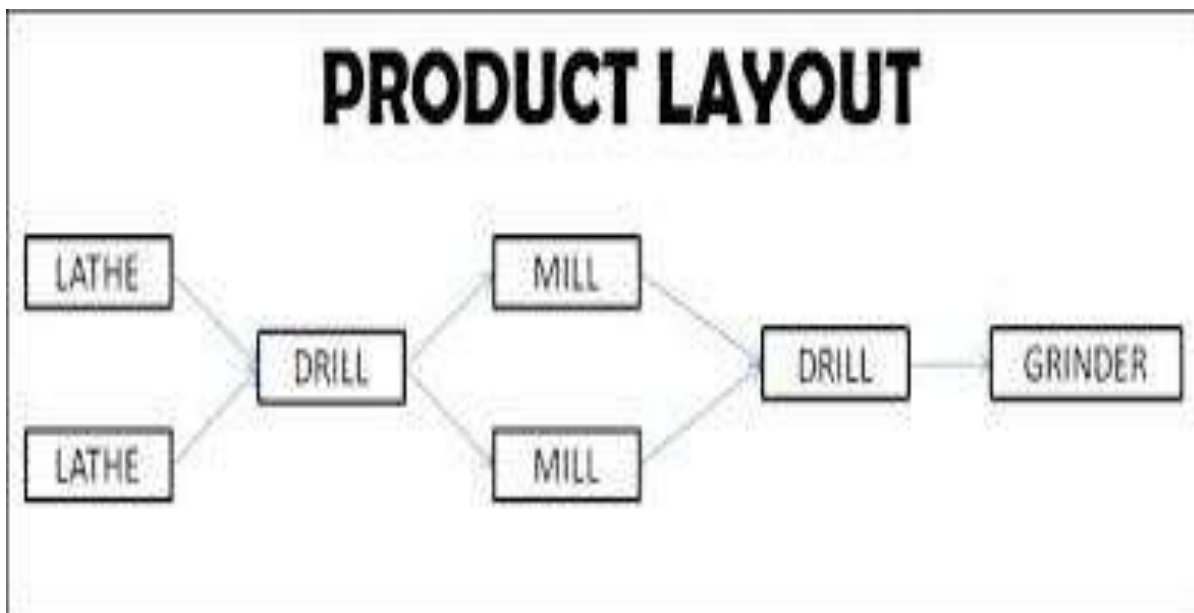 PRODUCT LAYOUT
LATHE
MILL
DRILL
DRILL
GRINDER
LATHE
MILL